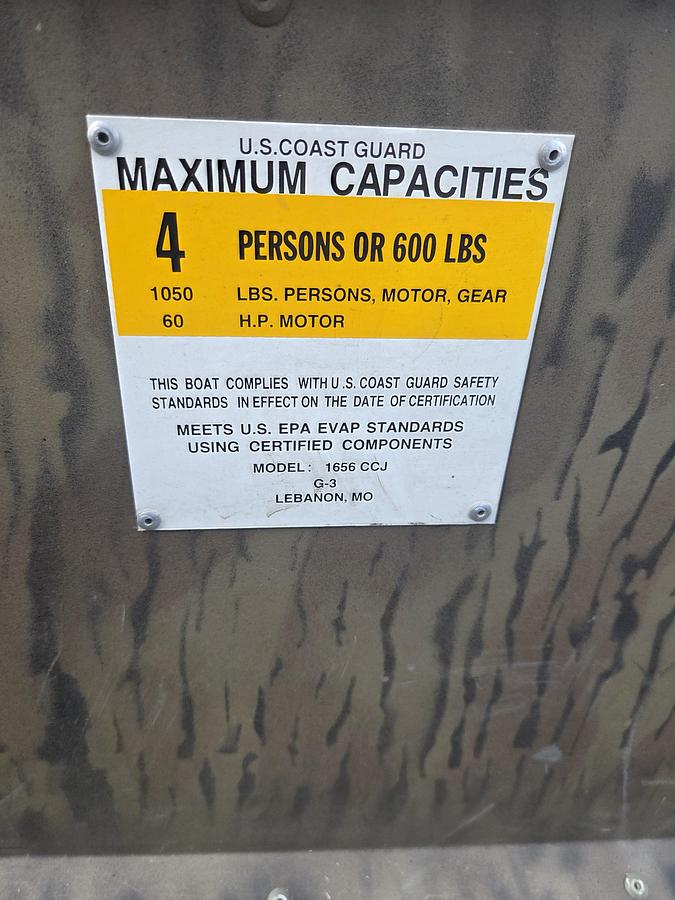 U.S.COAST GUARD
MAXIMUM CAPACITIES
4 PERSONS OR 600 LBS
1050 LBS. PERSONS, MOTOR, GEAR
60 H.P. MOTOR
THIS BOAT COMPLIES WITH U.S. COAST GUARD SAFETY
STANDARDS IN EFFECT ON THE DATE OF CERTIFICATION
MEETS U.S. EPA EVAP STANDARDS
USING CERTIFIED COMPONENTS
MODEL: 1656 CCJ
G-3
LEBANON, MO